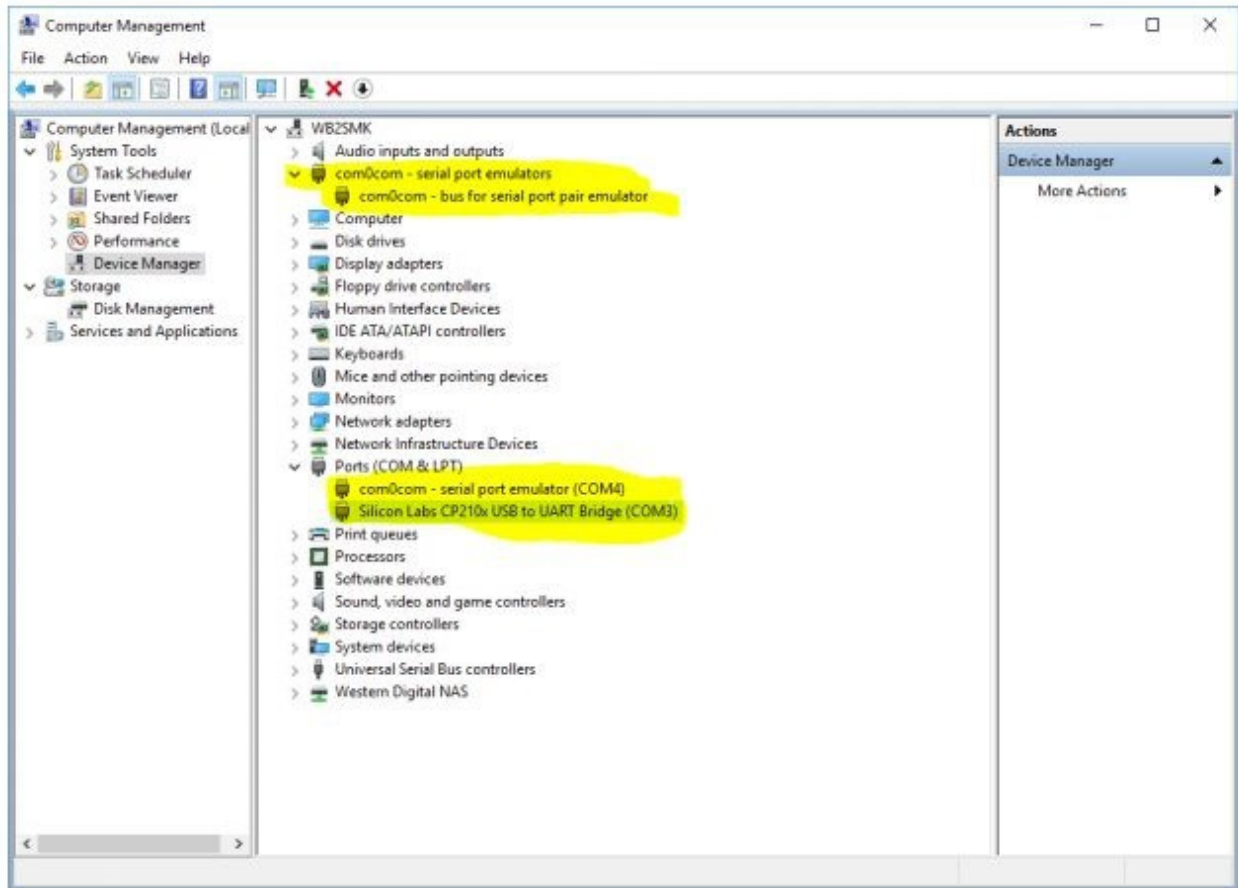 Computer Management
File Action View Help
Computer Management (Local
System Tools
Task Scheduler
Event Viewer
Shared Folders
Performance
Device Manager
Storage
Disk Management
Services and Applications
WB2SMK
Audio inputs and outputs
com0com - serial port emulators
com0com - bus for serial port pair emulator
Computer
Disk drives
Display adapters
Floppy drive controllers
Human Interface Devices
IDE ATA/ATAPI controllers
Keyboards
Mice and other pointing devices
Monitors
Network adapters
Network Infrastructure Devices
Ports (COM & LPT)
com0com - serial port emulator (COM4)
Silicon Labs CP210x USB to UART Bridge (COM3)
Print queues
Processors
Software devices
Sound, video and game controllers
Storage controllers
System devices
Universal Serial Bus controllers
Western Digital NAS
Actions
Device Manager
More Actions